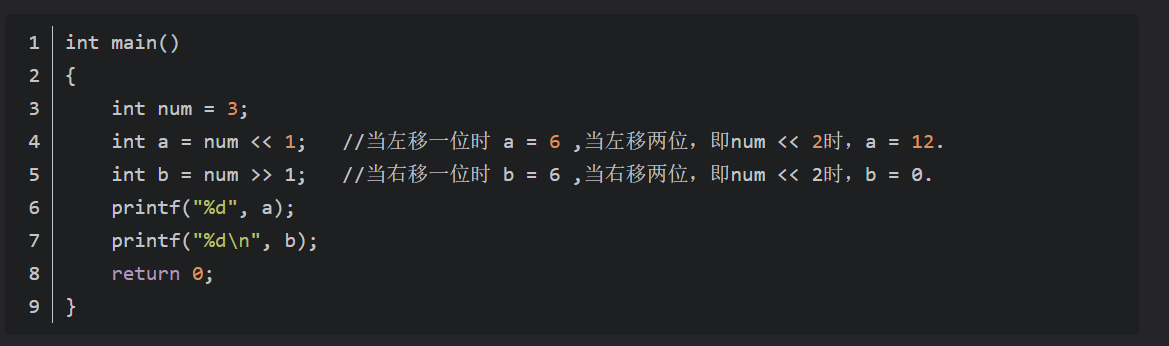 1 int main()
2 {
3     int num = 3;
4     int a = num << 1;   //当左移一位时 a = 6 ,当左移两位，即num << 2时，a = 12.
5     int b = num >> 1;   //当右移一位时 b = 6 ,当右移两位，即num << 2时，b = 0.
6     printf("%d", a);
7     printf("%d\n", b);
8     return 0;
9 }